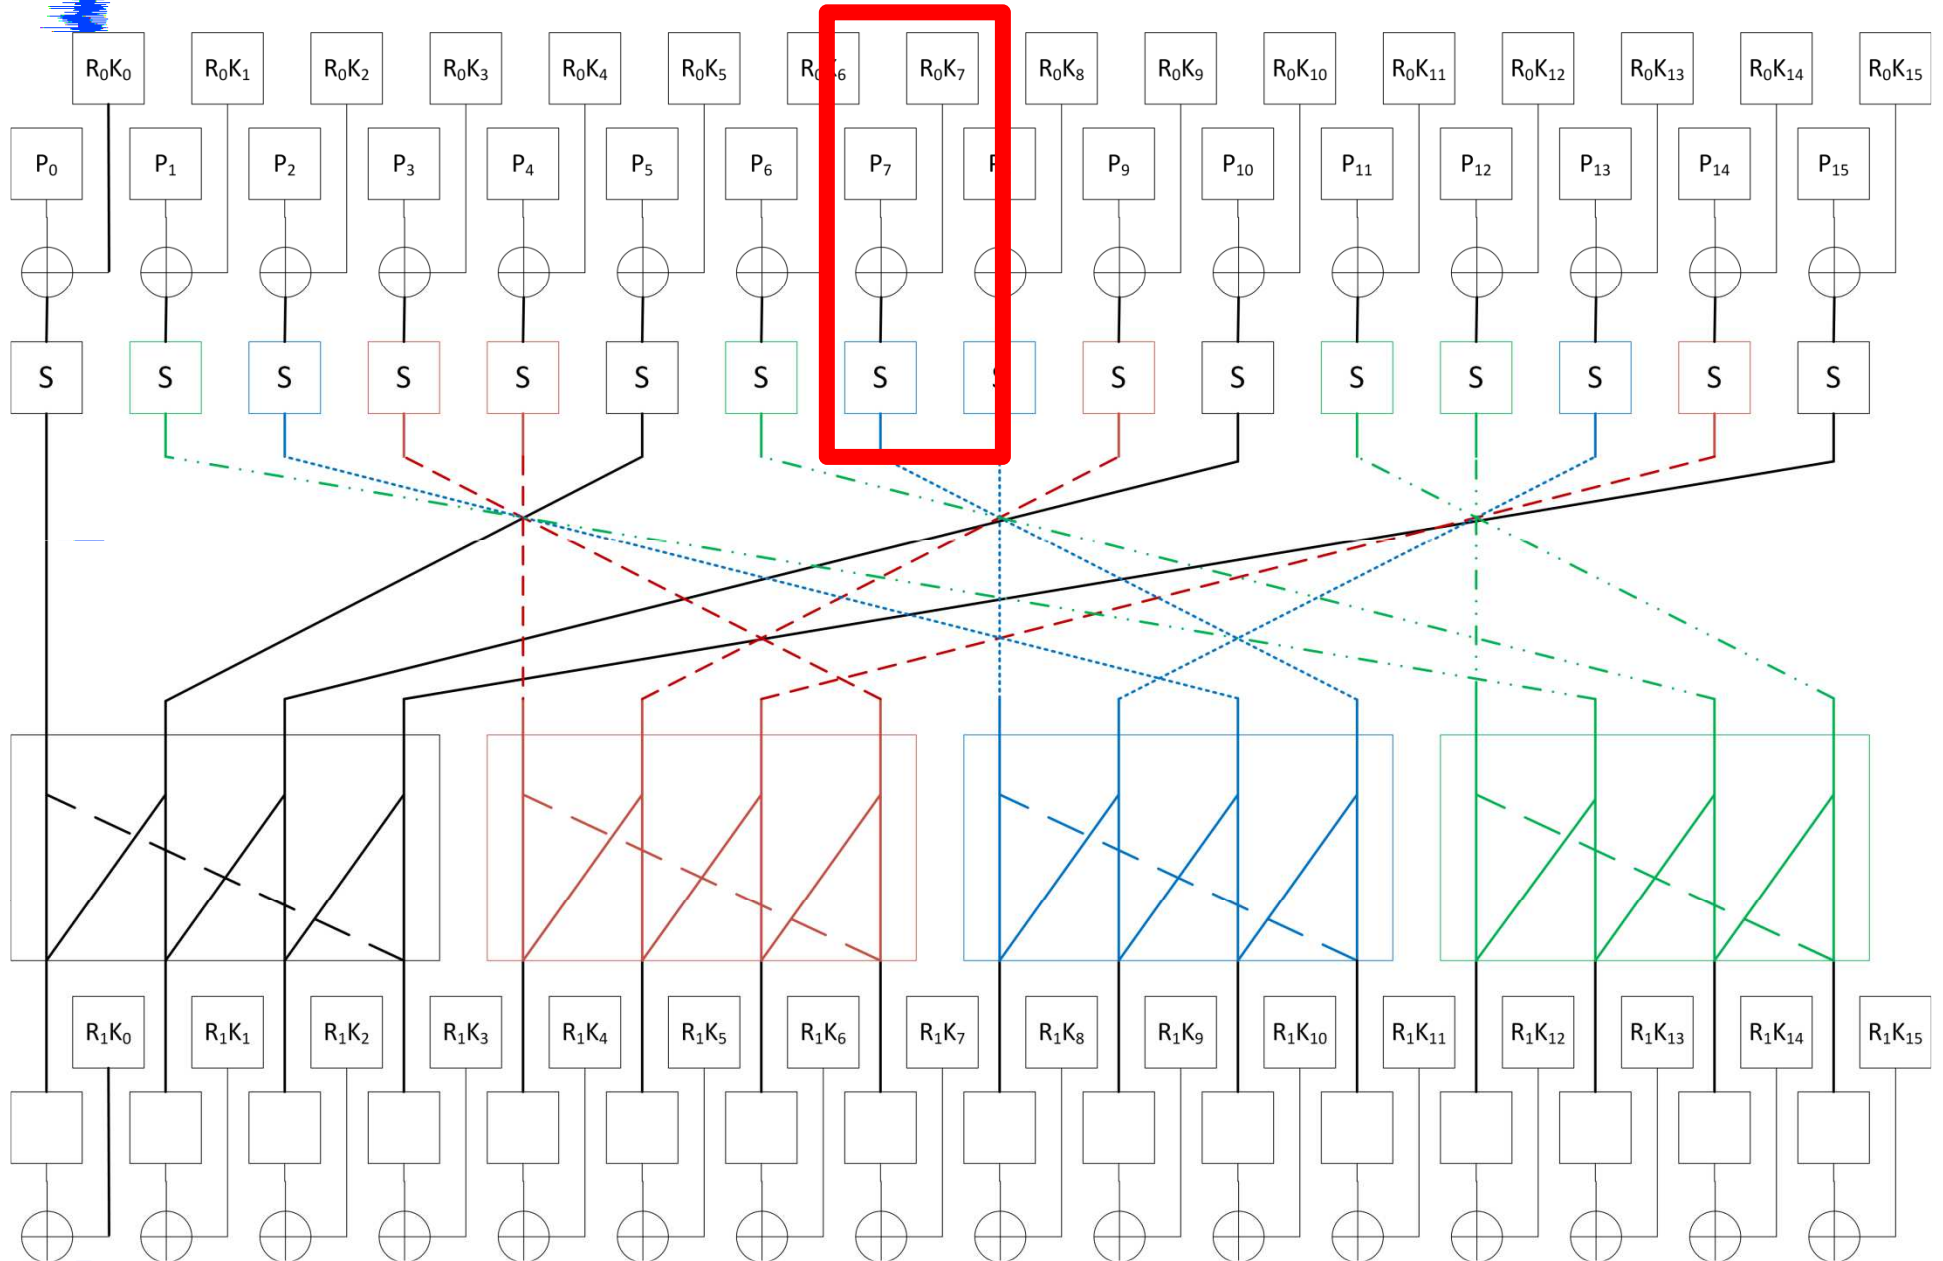 R₀K₀ R₀K₁ R₀K₂ R₀K₃ R₀K₄ R₀K₅ R₀K₆ R₀K₇ R₀K₈ R₀K₉ R₀K₁₀ R₀K₁₁ R₀K₁₂ R₀K₁₃ R₀K₁₄ R₀K₁₅
P₀ P₁ P₂ P₃ P₄ P₅ P₆ P₇ P P₉ P₁₀ P₁₁ P₁₂ P₁₃ P₁₄ P₁₅
S S S S S S S S S S S S S S S S
R₁K₀ R₁K₁ R₁K₂ R₁K₃ R₁K₄ R₁K₅ R₁K₆ R₁K₇ R₁K₈ R₁K₉ R₁K₁₀ R₁K₁₁ R₁K₁₂ R₁K₁₃ R₁K₁₄ R₁K₁₅